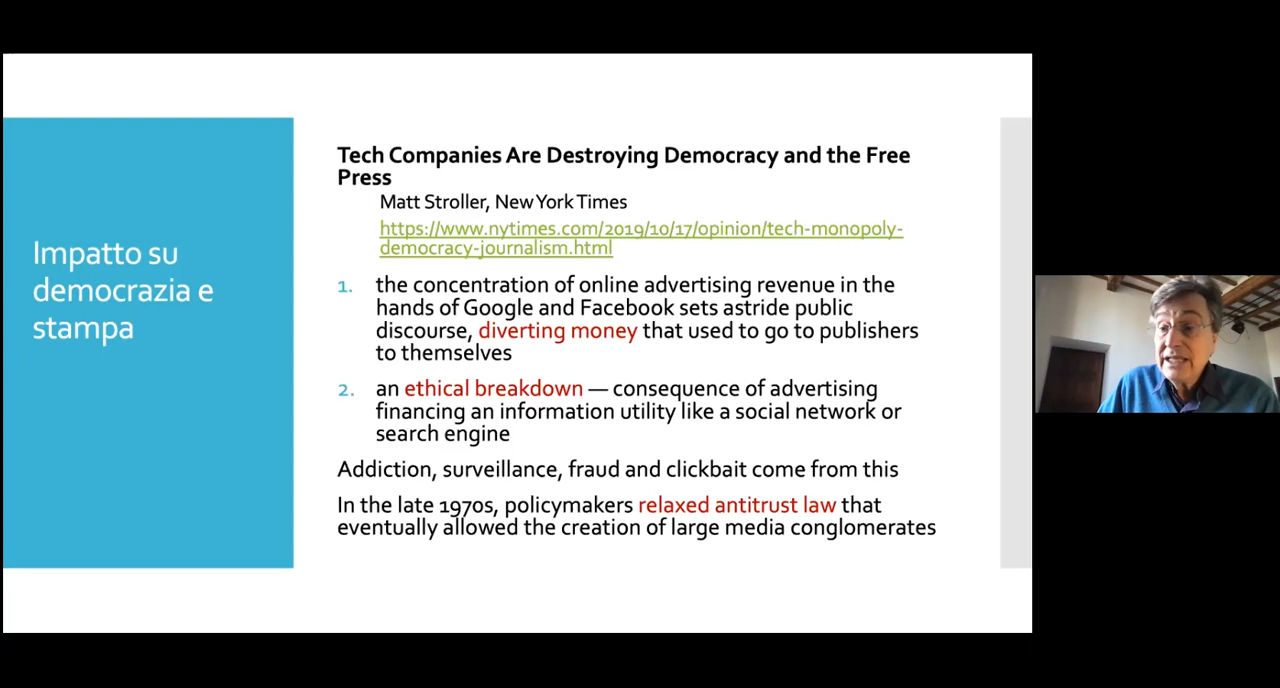 Impatto su
democrazia e
stampa
Tech Companies Are Destroying Democracy and the Free
Press
Matt Stroller, New York Times
https://www.nytimes.com/2019/10/17/opinion/tech-monopoly-
democracy-journalism.html
1. the concentration of online advertising revenue in the
hands of Google and Facebook sets astride public
discourse, diverting money that used to go to publishers
to themselves
2. an ethical breakdown — consequence of advertising
financing an information utility like a social network or
search engine
Addiction, surveillance, fraud and clickbait come from this
In the late 1970s, policymakers relaxed antitrust law that
eventually allowed the creation of large media conglomerates